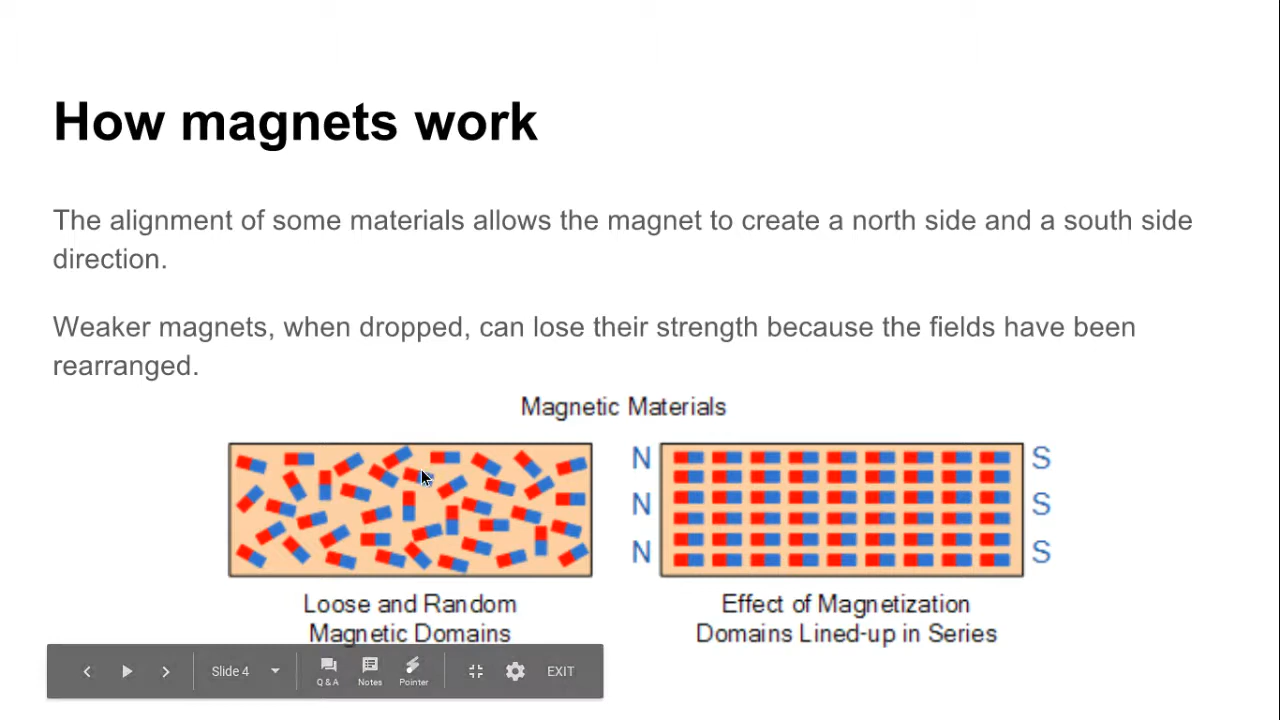 How magnets work
The alignment of some materials allows the magnet to create a north side and a south side
direction.
Weaker magnets, when dropped, can lose their strength because the fields have been
rearranged.
Magnetic Materials
N S
N S
N S
Loose and Random
Magnetic Domains
Effect of Magnetization
Domains Lined-up in Series
Slide 4 Q & A Notes Pointer EXIT